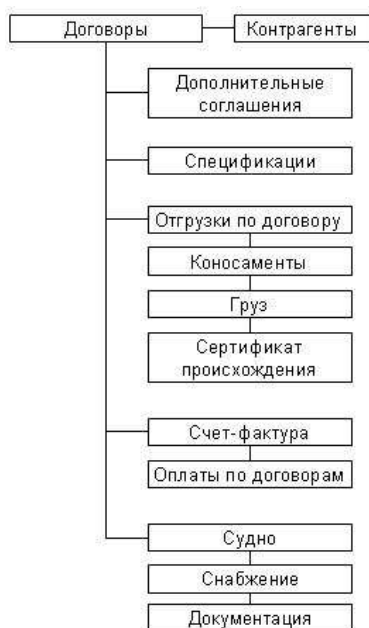 Договоры
Контрагенты
Дополнительные
соглашения
Спецификации
Отгрузки по договору
Коносаменты
Груз
Сертификат
происхождения
Счет-фактура
Оплаты по договорам
Судно
Снабжение
Документация